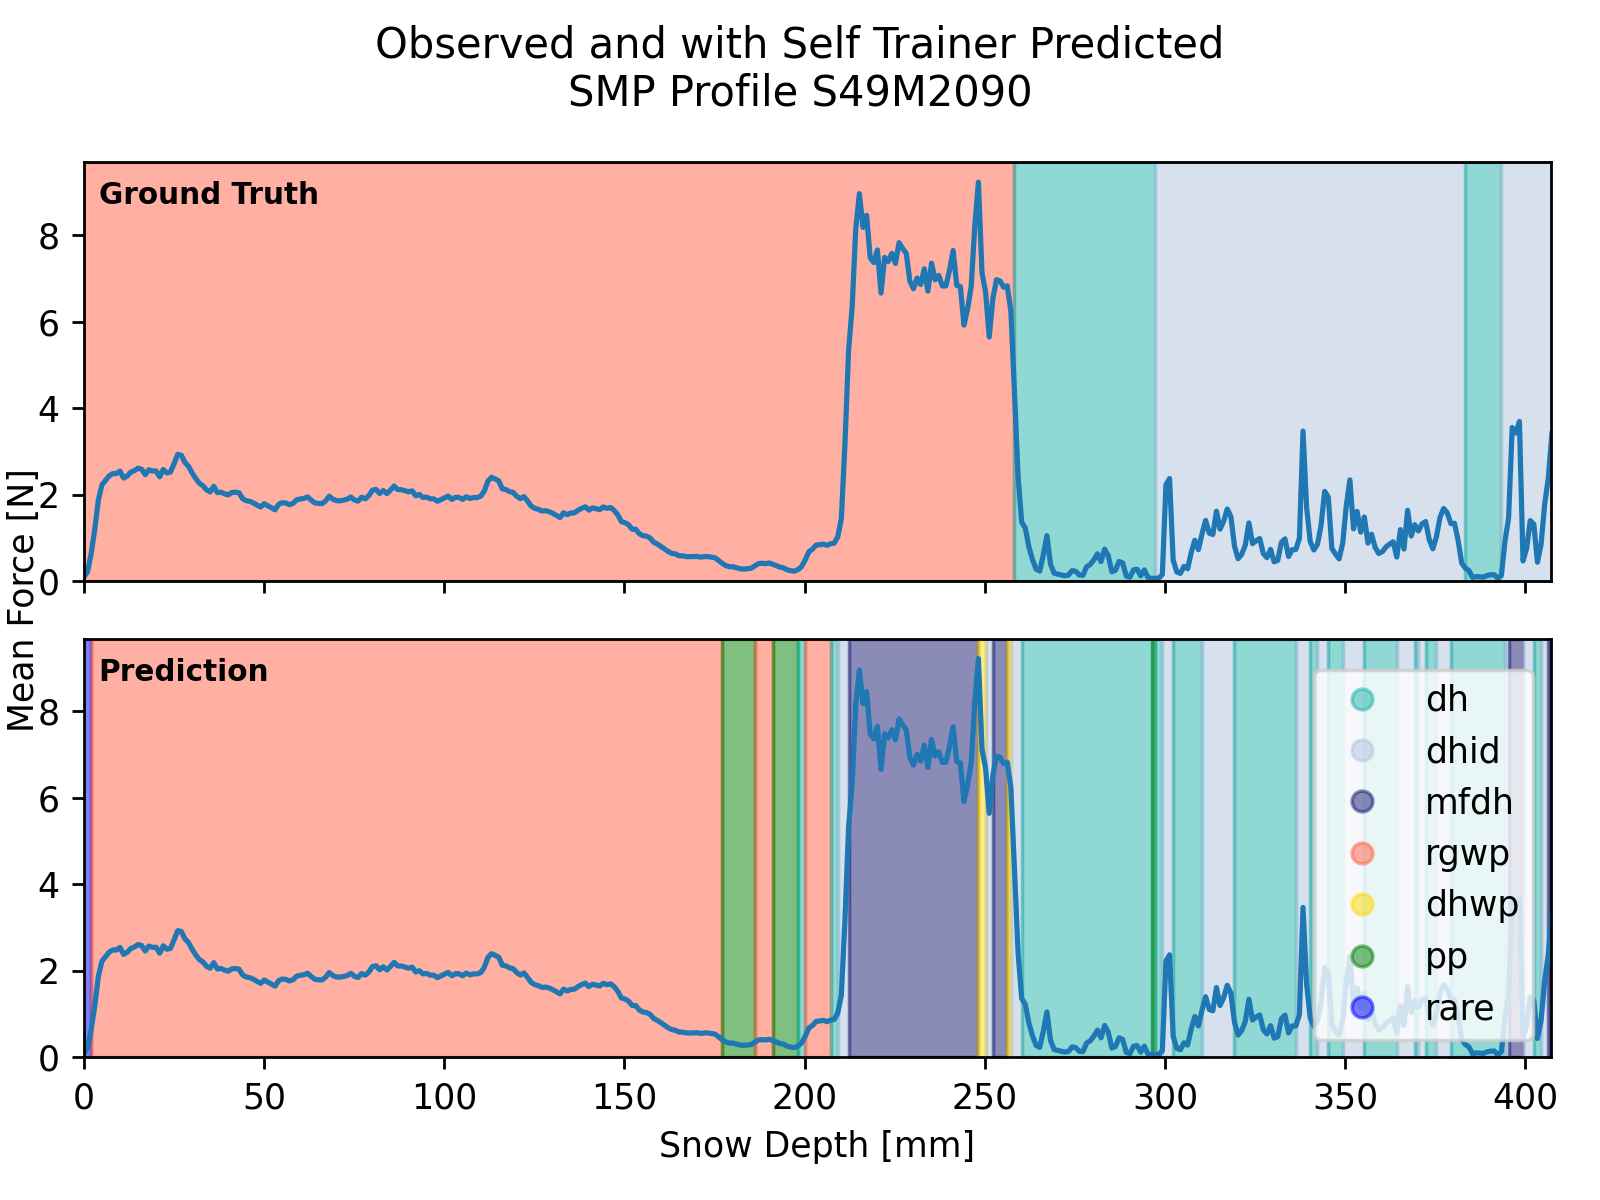 Observed and with Self Trainer Predicted
SMP Profile S49M2090
Mean Force [N]
Ground Truth
8
6
4
2
0
Prediction
8
6
4
2
0
dh
dhid
mfdh
rgwp
dhwp
pp
rare
0 50 100 150 200 250 300 350 400
Snow Depth [mm]